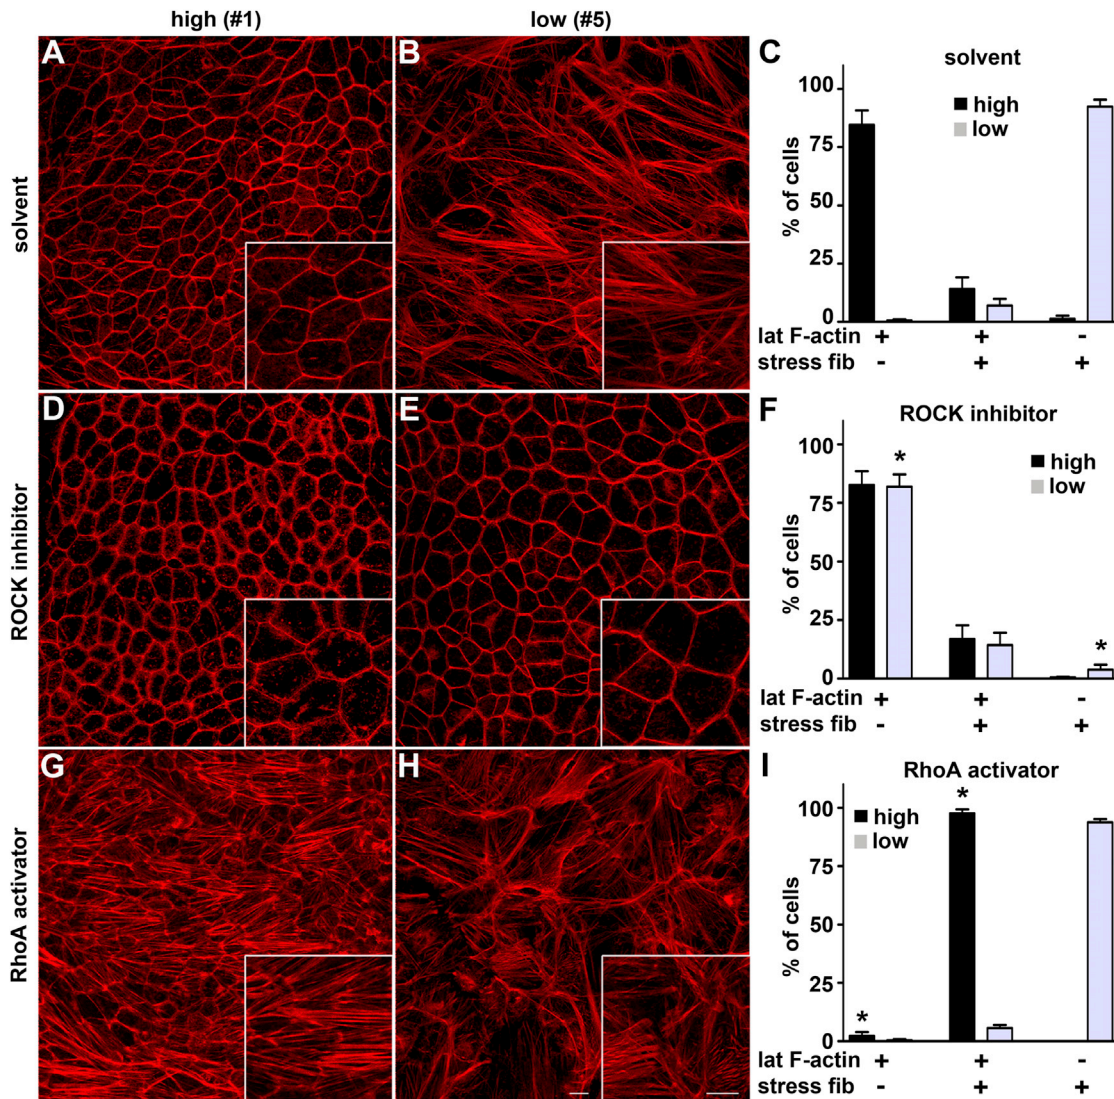 high (#1)
low (#5)
solvent
A
B
C
solvent
high
low
% of cells
100
75
50
25
0
lat F-actin + + -
stress fib - + +
ROCK inhibitor
D
E
F
ROCK inhibitor
high
low
% of cells
100
75
50
25
0
*
*
lat F-actin + + -
stress fib - + +
RhoA activator
G
H
I
RhoA activator
high
low
% of cells
100
75
50
25
0
*
*
lat F-actin + + -
stress fib - + +